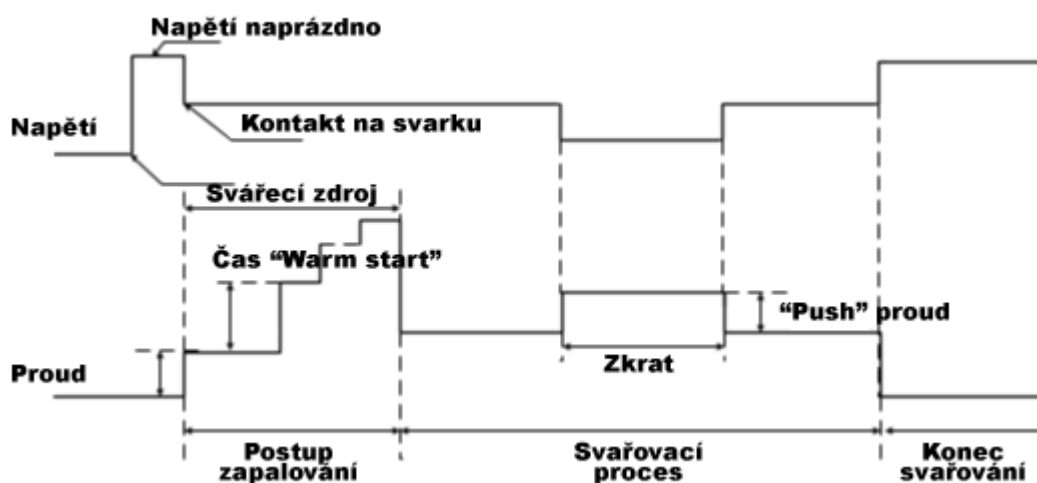 Napětí naprázdno
Kontakt na svarku
Napětí
Svářecí zdroj
Čas “Warm start”
“Push” proud
Zkrat
Proud
Postup
zapalování
Svařovací
proces
Konec
svařování